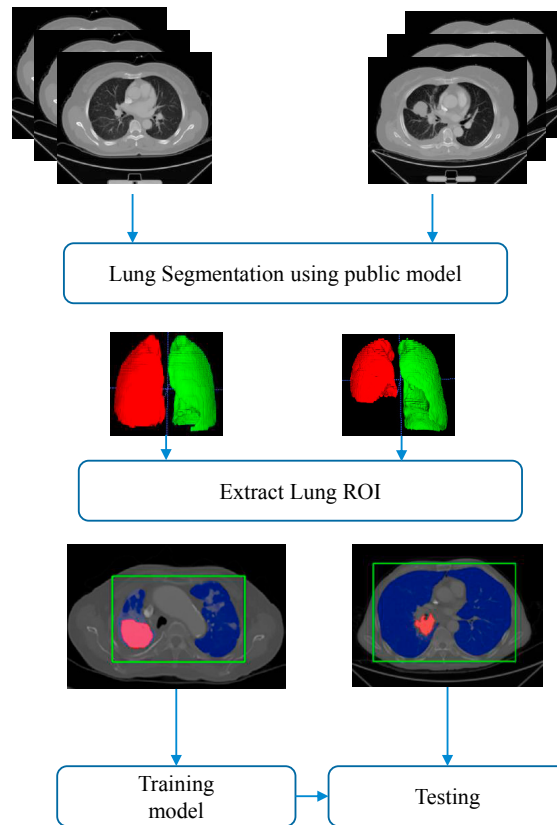 Lung Segmentation using public model
Extract Lung ROI
Training
model
Testing